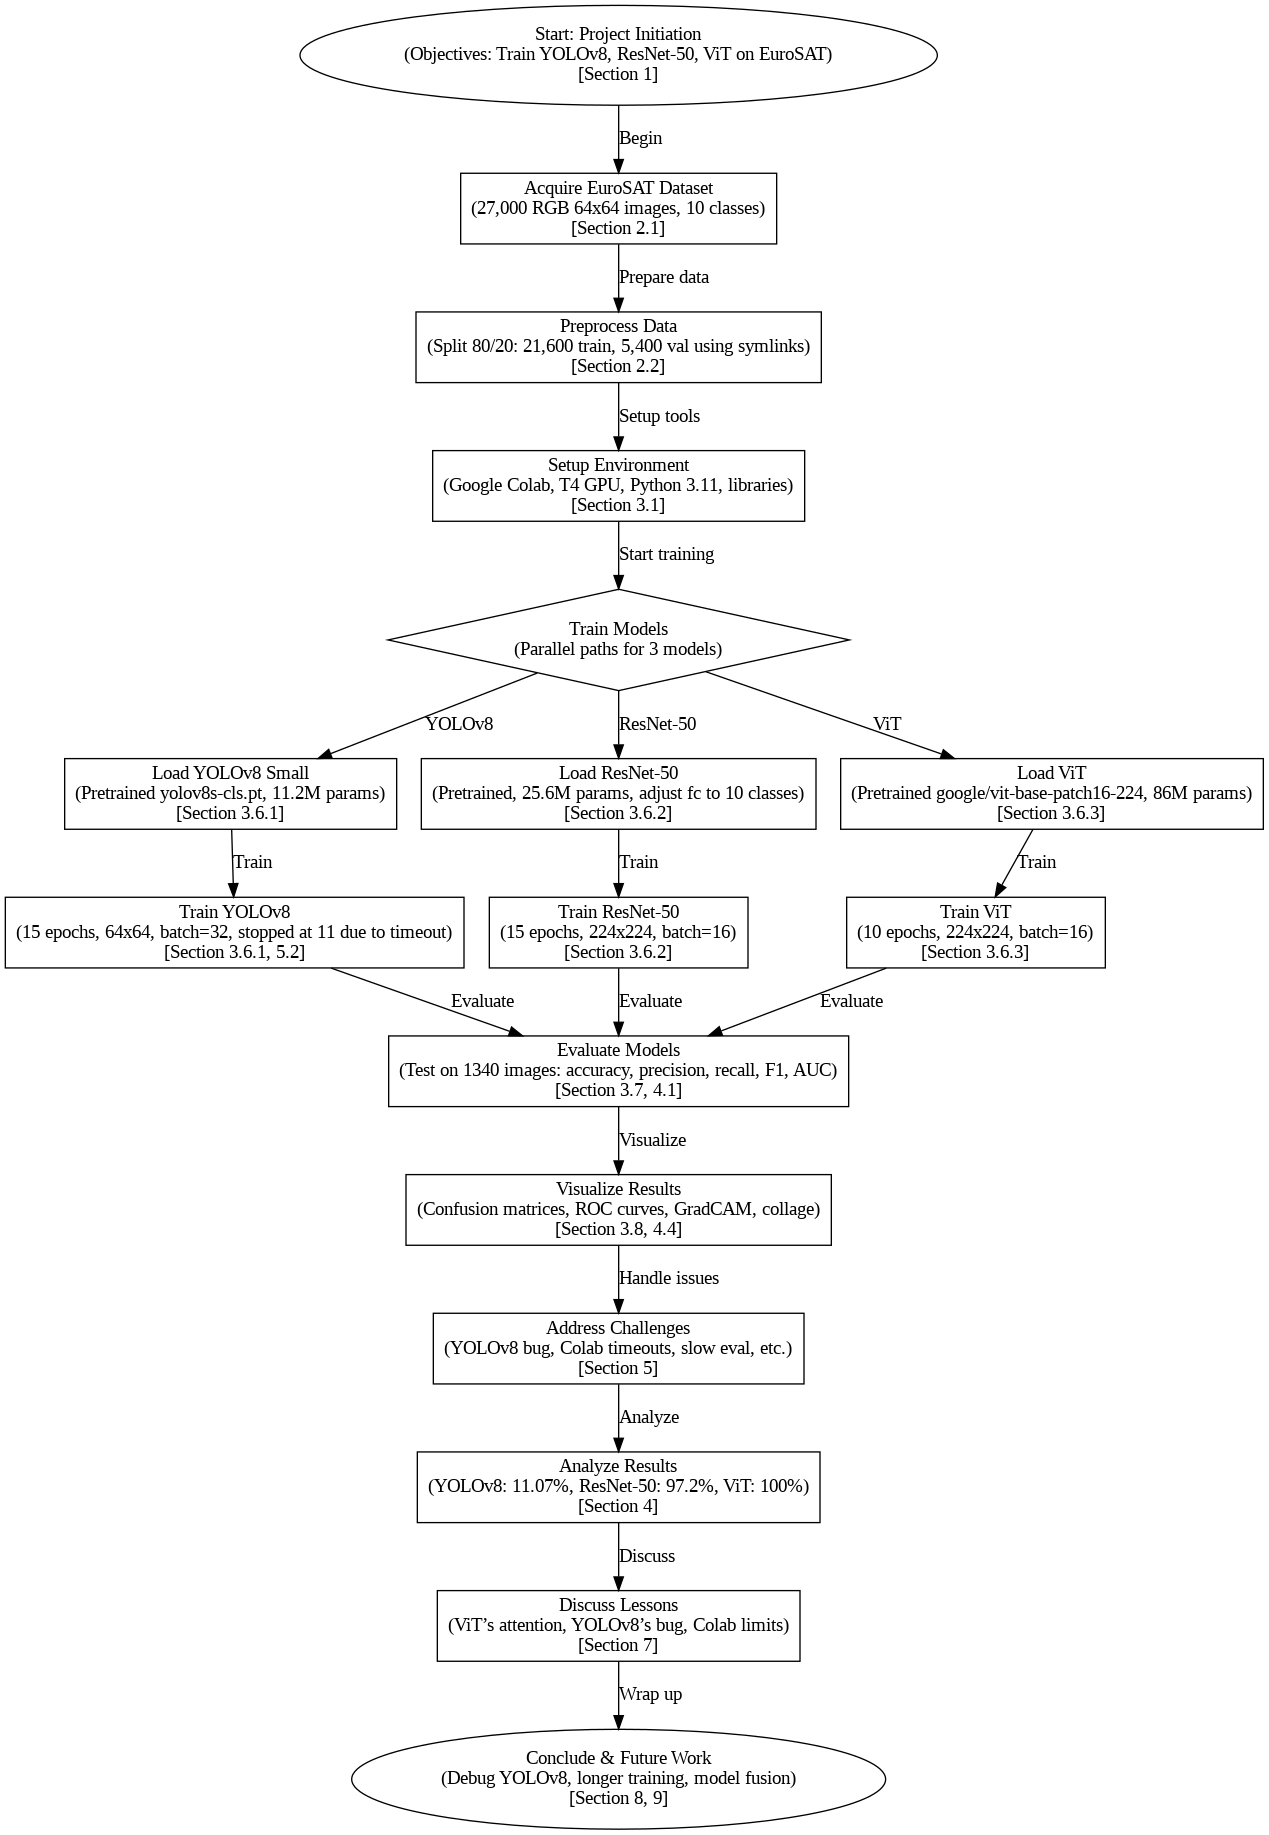 Start: Project Initiation
(Objectives: Train YOLOv8, ResNet-50, ViT on EuroSAT)
[Section 1]
Begin
Acquire EuroSAT Dataset
(27,000 RGB 64x64 images, 10 classes)
[Section 2.1]
Prepare data
Preprocess Data
(Split 80/20: 21,600 train, 5,400 val using symlinks)
[Section 2.2]
Setup tools
Setup Environment
(Google Colab, T4 GPU, Python 3.11, libraries)
[Section 3.1]
Start training
Train Models
(Parallel paths for 3 models)
YOLOv8
ResNet-50
ViT
Load YOLOv8 Small
(Pretrained yolov8s-cls.pt, 11.2M params)
[Section 3.6.1]
Load ResNet-50
(Pretrained, 25.6M params, adjust fc to 10 classes)
[Section 3.6.2]
Load ViT
(Pretrained google/vit-base-patch16-224, 86M params)
[Section 3.6.3]
Train
Train
Train
Train YOLOv8
(15 epochs, 64x64, batch=32, stopped at 11 due to timeout)
[Section 3.6.1, 5.2]
Train ResNet-50
(15 epochs, 224x224, batch=16)
[Section 3.6.2]
Train ViT
(10 epochs, 224x224, batch=16)
[Section 3.6.3]
Evaluate
Evaluate
Evaluate
Evaluate Models
(Test on 1340 images: accuracy, precision, recall, F1, AUC)
[Section 3.7, 4.1]
Visualize
Visualize Results
(Confusion matrices, ROC curves, GradCAM, collage)
[Section 3.8, 4.4]
Handle issues
Address Challenges
(YOLOv8 bug, Colab timeouts, slow eval, etc.)
[Section 5]
Analyze
Analyze Results
(YOLOv8: 11.07%, ResNet-50: 97.2%, ViT: 100%)
[Section 4]
Discuss
Discuss Lessons
(ViT’s attention, YOLOv8’s bug, Colab limits)
[Section 7]
Wrap up
Conclude & Future Work
(Debug YOLOv8, longer training, model fusion)
[Section 8, 9]